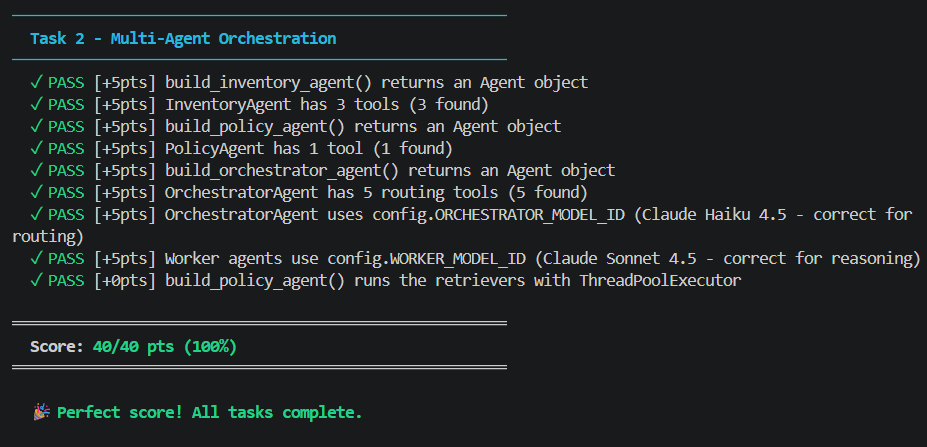 Task 2 - Multi-Agent Orchestration
✓ PASS [+5pts] build_inventory_agent() returns an Agent object
✓ PASS [+5pts] InventoryAgent has 3 tools (3 found)
✓ PASS [+5pts] build_policy_agent() returns an Agent object
✓ PASS [+5pts] PolicyAgent has 1 tool (1 found)
✓ PASS [+5pts] build_orchestrator_agent() returns an Agent object
✓ PASS [+5pts] OrchestratorAgent has 5 routing tools (5 found)
✓ PASS [+5pts] OrchestratorAgent uses config.ORCHESTRATOR_MODEL_ID (Claude Haiku 4.5 - correct for
routing)
✓ PASS [+5pts] Worker agents use config.WORKER_MODEL_ID (Claude Sonnet 4.5 - correct for reasoning)
✓ PASS [+0pts] build_policy_agent() runs the retrievers with ThreadPoolExecutor
Score: 40/40 pts (100%)
🎉 Perfect score! All tasks complete.